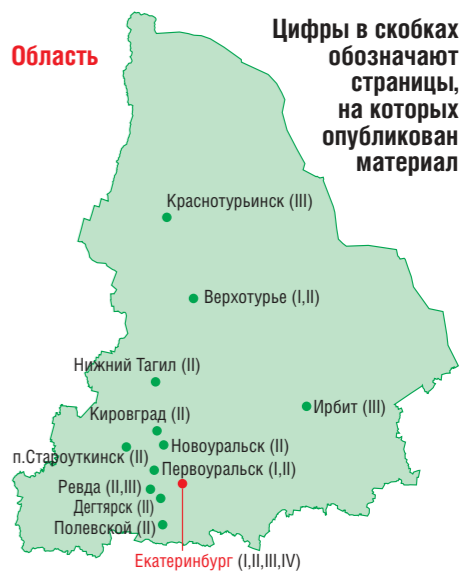 Область
Цифры в скобках
обозначают
страницы,
на которых
опубликован
материал
Краснотурьинск (III)
Верхотурье (I,II)
Нижний Тагил (II)
Ирбит (III)
Кировград (II)
Новоуральск (II)
п.Староуткинск (II)
Первоуральск (I,II)
Ревда (II,III)
Дегтярск (II)
Полевской (II)
Екатеринбург (I,II,III,IV)